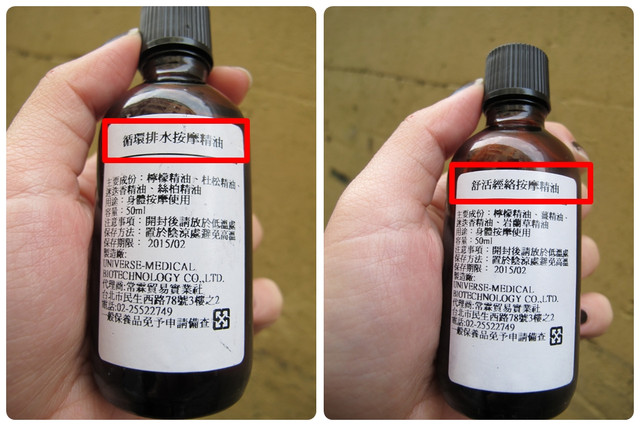 循環排水按摩精油
主要成份：檸檬精油、杜松精油、
迷迭香精油、絲柏精油
用途：身體按摩使用
容量：50ml
注意事項：開封後請放於低溫處
保存方法：置於陰涼處避免高溫
保存期限： 2015/02
製造廠：
UNIVERSE-MEDICAL
BIOTECHNOLOGY CO.,LTD.
代理商:常霖貿易實業社
台北市民生西路78號3樓之2
電話:02-25522749
一般保養品免予申請備查
舒活經絡按摩精油
主要成份：檸檬精油、薑精油、
迷迭香精油、岩蘭草精油
用途：身體按摩使用
容量：50ml
注意事項：開封後請放於低溫處
保存方法：置於陰涼處避免高溫
保存期限： 2015/02
製造廠：
UNIVERSE-MEDICAL
BIOTECHNOLOGY CO.,LTD.
代理商:常霖貿易實業社
台北市民生西路78號3樓之2
電話:02-25522749
一般保養品免予申請備查